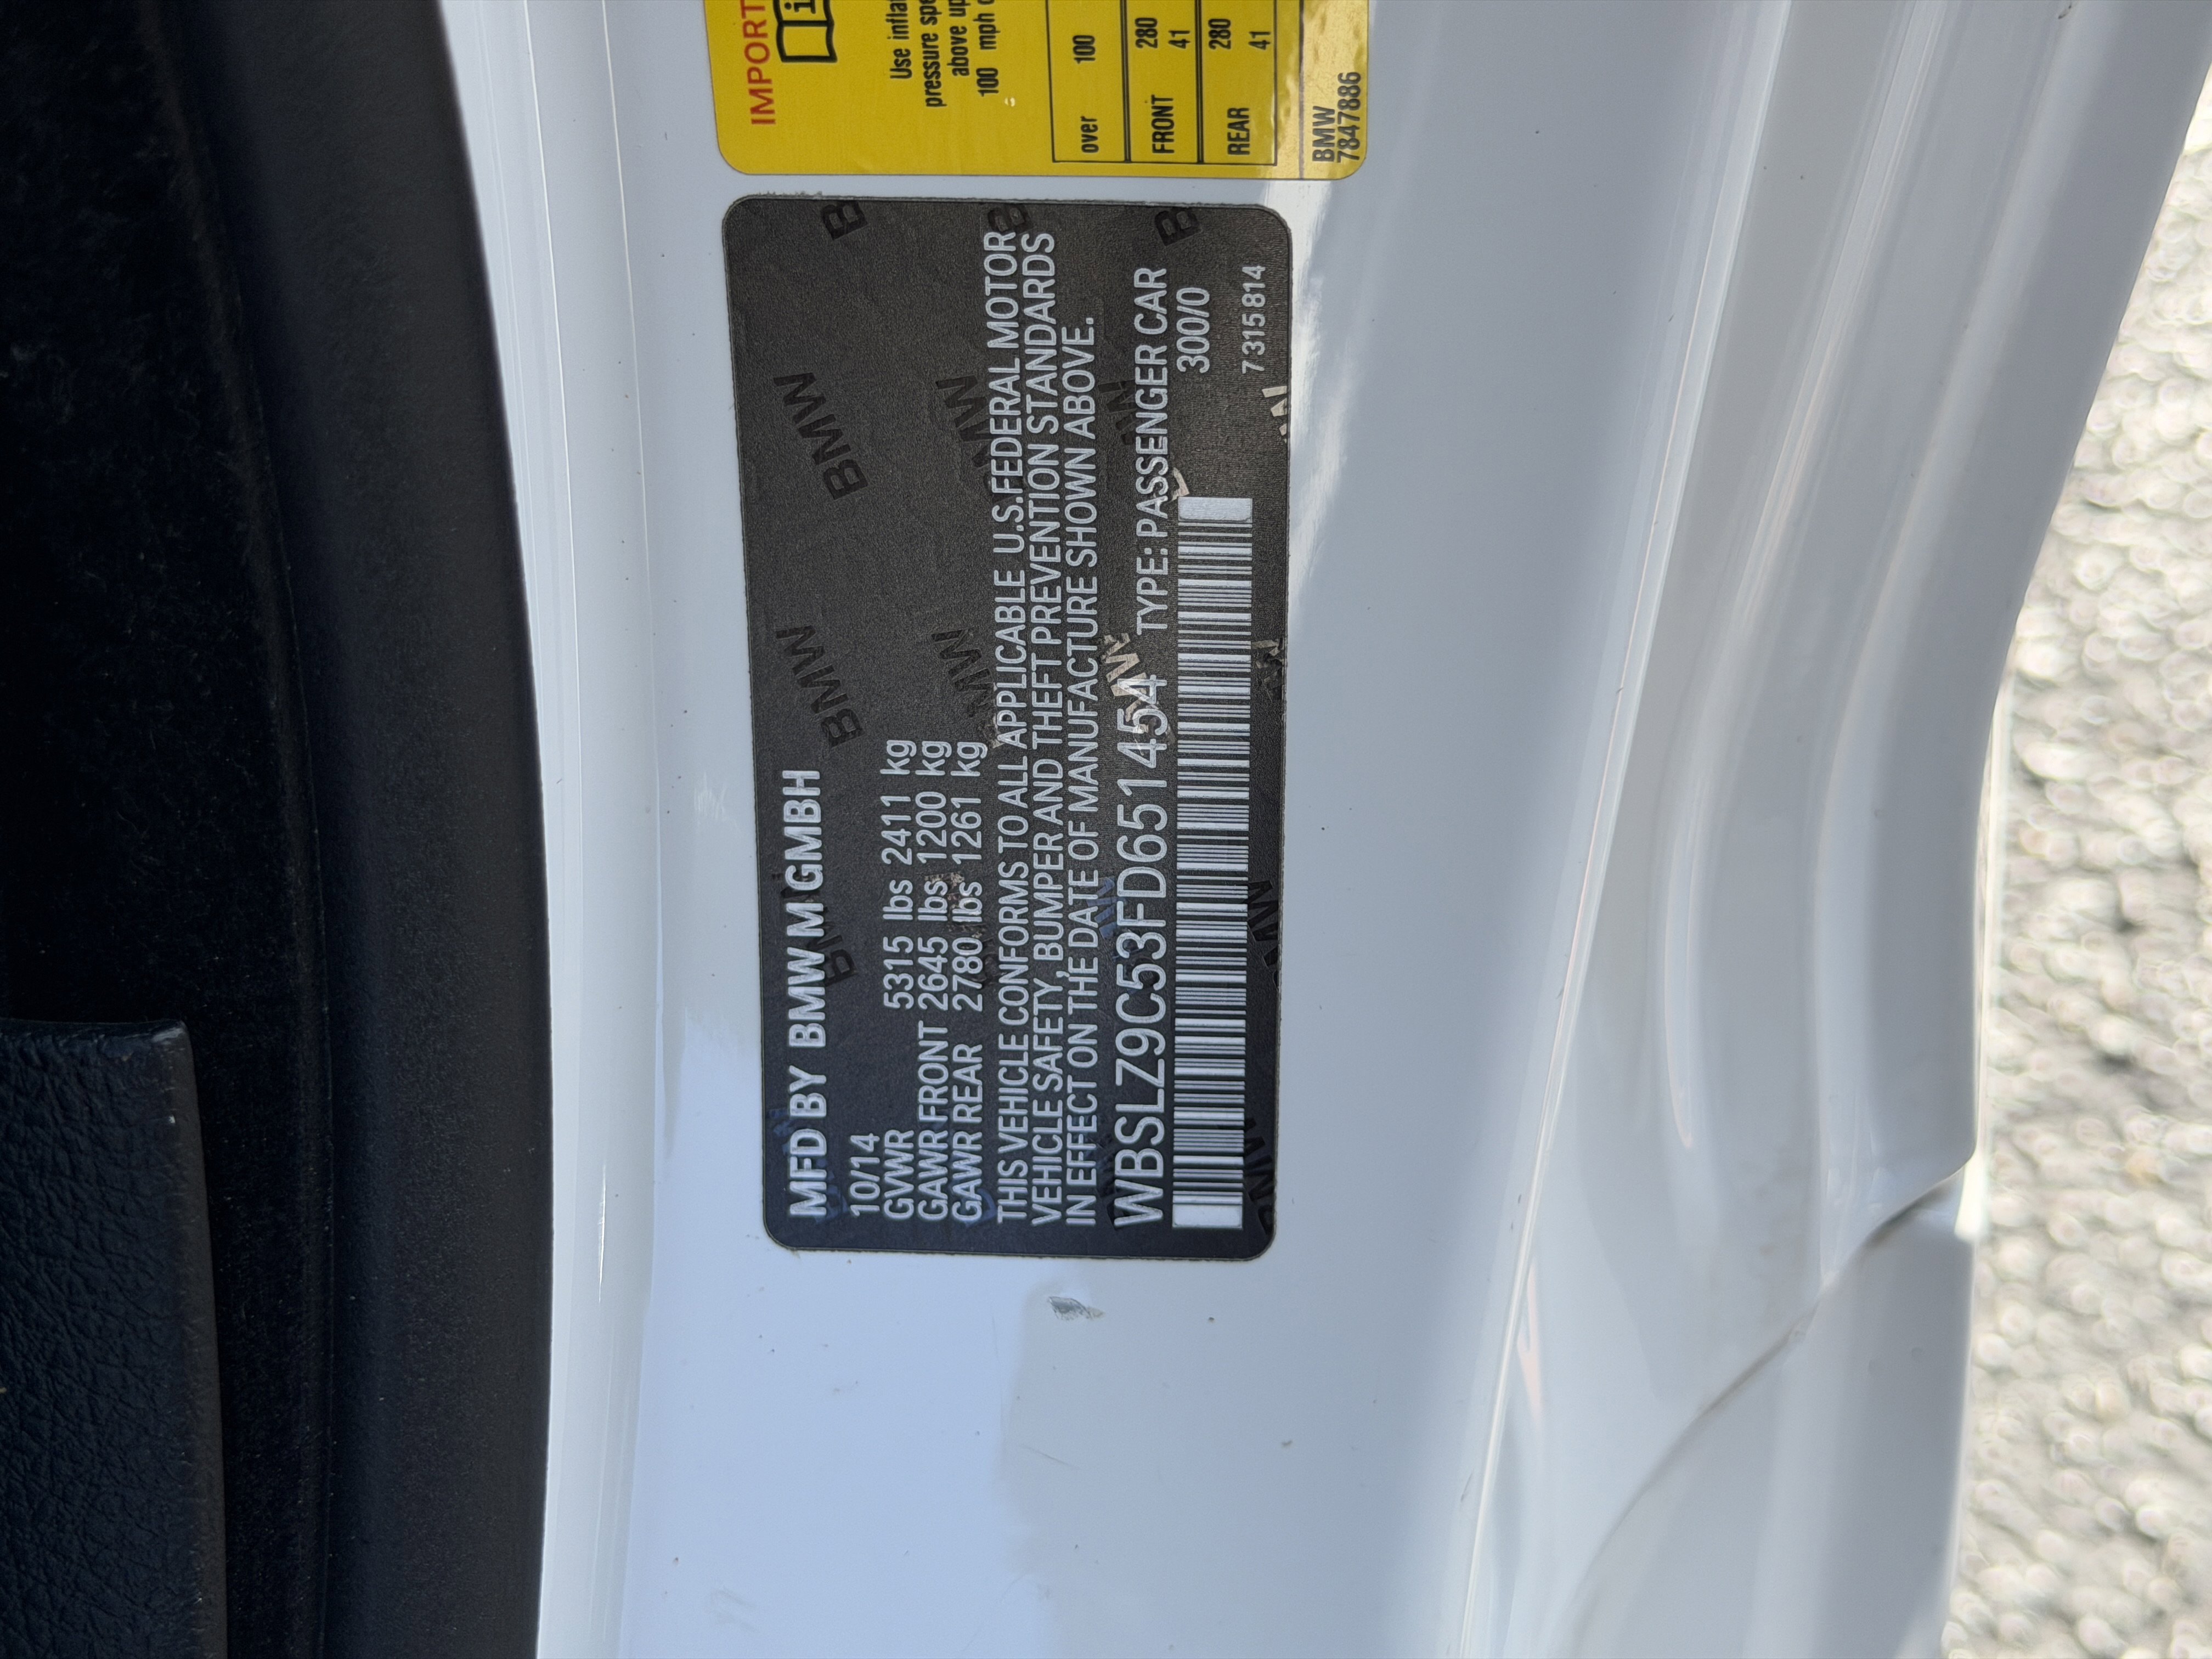 IMPORT
Use infla
pressure spe
above up
100 mph o
over 100
FRONT 280
41
REAR 280
41
BMW
7847886
MFD BY BMW M GMBH
10/14
GVWR 5315 lbs 2411 kg
GAWR FRONT 2645 lbs 1200 kg
GAWR REAR 2780 lbs 1261 kg
THIS VEHICLE CONFORMS TO ALL APPLICABLE U.S.FEDERAL MOTOR
VEHICLE SAFETY, BUMPER AND THEFT PREVENTION STANDARDS
IN EFFECT ON THE DATE OF MANUFACTURE SHOWN ABOVE.
WBSLZ9C53FD651454 TYPE: PASSENGER CAR
300/0
7315814